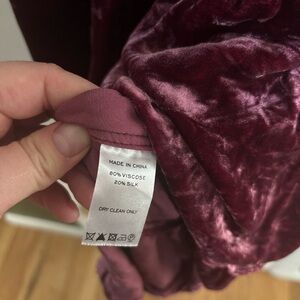 MADE IN CHINA
80% VISCOSE
20% SILK
DRY CLEAN ONLY